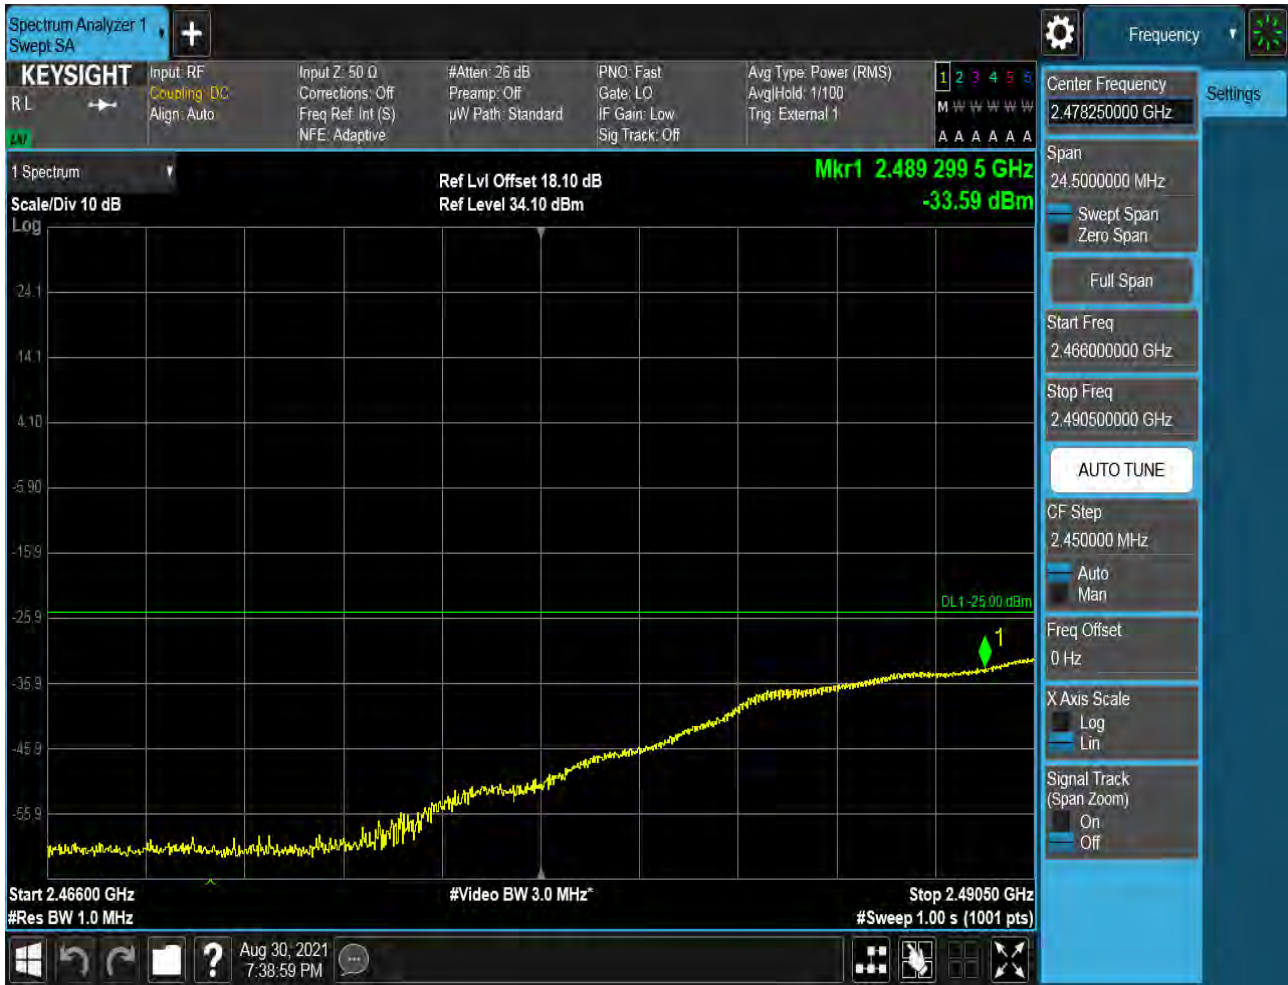 Spectrum Analyzer 1
Swept SA
Frequency
KEYSIGHT
R L
LNI
Input: RF
Coupling: DC
Align: Auto
Input Z: 50 Ω
Corrections: Off
Freq Ref: Int (S)
NFE: Adaptive
#Atten: 26 dB
Preamp: Off
µW Path: Standard
PNO: Fast
Gate: LO
IF Gain: Low
Sig Track: Off
Avg Type: Power (RMS)
Avg|Hold: 1/100
Trig: External 1
1 2 3 4 5 6
M W W W W W
A A A A A A
1 Spectrum
Scale/Div 10 dB
Log
Ref Lvl Offset 18.10 dB
Ref Level 34.10 dBm
Mkr1 2.489 299 5 GHz
-33.59 dBm
24.1
14.1
4.10
-5.90
-15.9
-25.9
-35.9
-45.9
-55.9
DL1 -25.00 dBm
1
Start 2.46600 GHz
#Res BW 1.0 MHz
#Video BW 3.0 MHz*
Stop 2.49050 GHz
#Sweep 1.00 s (1001 pts)
Center Frequency
2.478250000 GHz
Settings
Span
24.5000000 MHz
Swept Span
Zero Span
Full Span
Start Freq
2.466000000 GHz
Stop Freq
2.490500000 GHz
AUTO TUNE
CF Step
2.450000 MHz
Auto
Man
Freq Offset
0 Hz
X Axis Scale
Log
Lin
Signal Track
(Span Zoom)
On
Off
?
Aug 30, 2021
7:38:59 PM